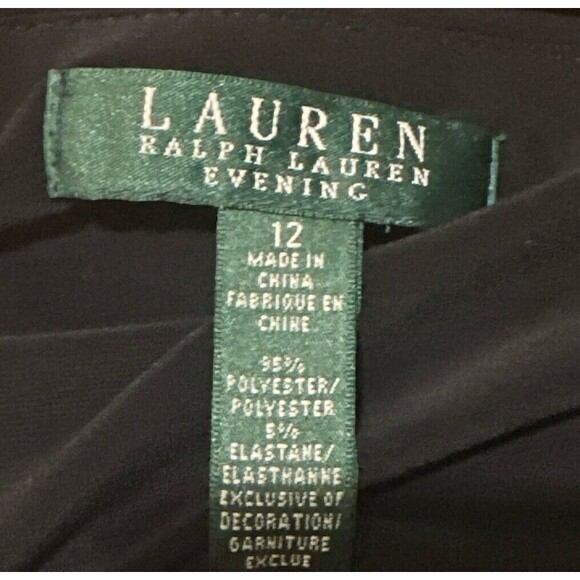 LAUREN
RALPH LAUREN
EVENING
12
MADE IN
CHINA
FABRIQUE EN
CHINE
95%
POLYESTER/
POLYESTER
5%
ELASTANE/
ELASTHANNE
EXCLUSIVE OF
DECORATION/
GARNITURE
EXCLUE